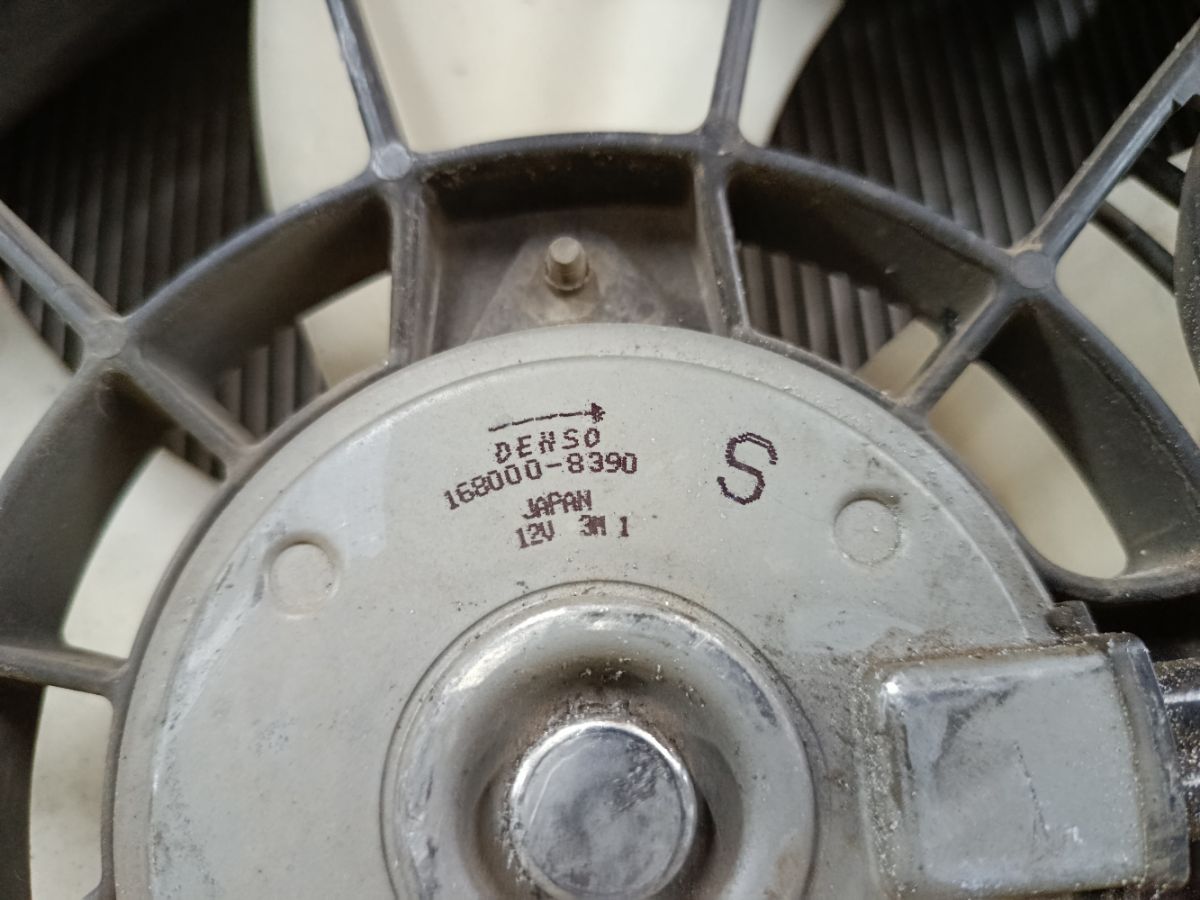 DENSO
168000-8390
JAPAN
12V 3M 1
S